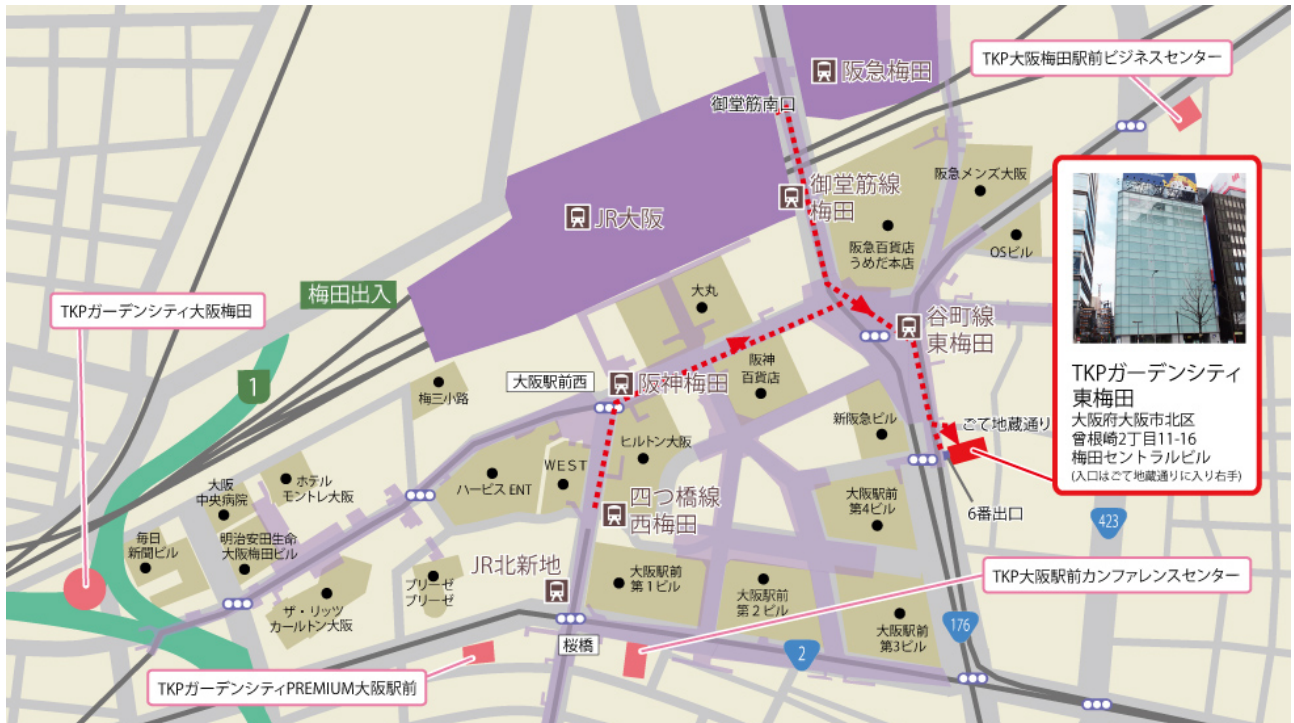 阪急梅田
TKP大阪梅田駅前ビジネスセンター
御堂筋南口
御堂筋線
梅田
阪急メンズ大阪
JR大阪
阪急百貨店
うめだ本店
OSビル
梅田出入
TKPガーデンシティ大阪梅田
大丸
谷町線
東梅田
1
大阪駅前西
阪神梅田
阪神
百貨店
梅三小路
TKPガーデンシティ
東梅田
大阪府大阪市北区
曾根崎2丁目11-16
梅田セントラルビル
(入口はごて地蔵通りに入り右手)
新阪急ビル
ごて地蔵通り
ヒルトン大阪
WEST
ハービス ENT
ホテル
モントレ大阪
大阪
中央病院
四つ橋線
西梅田
大阪駅前
第4ビル
6番出口
423
毎日
新聞ビル
明治安田生命
大阪梅田ビル
JR北新地
大阪駅前
第1ビル
TKP大阪駅前カンファレンスセンター
ブリーゼ
ブリーゼ
大阪駅前
第2ビル
ザ・リッツ
カールトン大阪
176
大阪駅前
第3ビル
桜橋
2
TKPガーデンシティPREMIUM大阪駅前